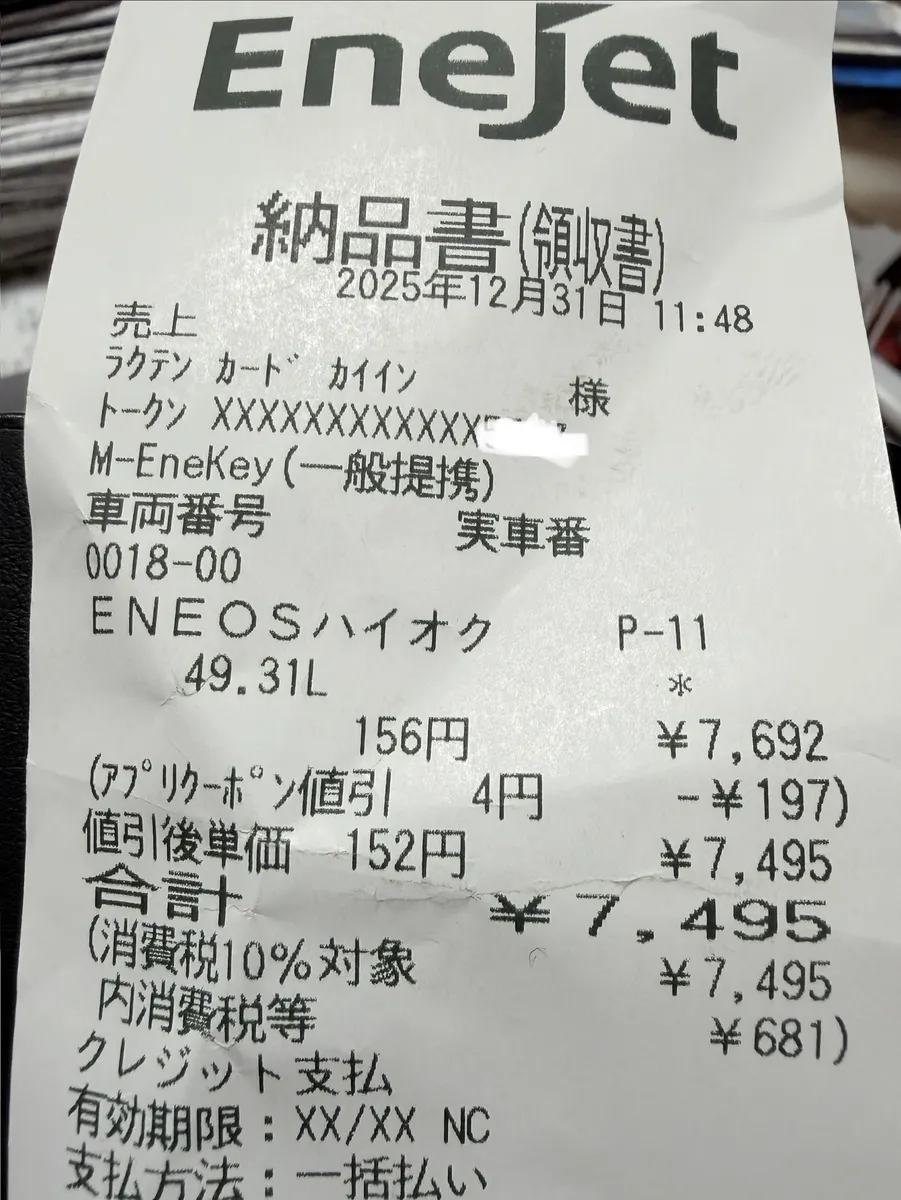 EneJet
納品書(領収書)
2025年12月31日 11:48
売上
ﾗｸﾃﾝ ｶｰﾄﾞ ｶｲｲﾝ 様
ﾄｰｸﾝ XXXXXXXXXXXX
M-EneKey(一般提携)
車両番号 実車番
0018-00
ＥＮＥＯＳハイオク P-11
49.31L ※
156円 ¥7,692
(ｱﾌﾟﾘｸｰﾎﾟﾝ値引 4円 -¥197)
値引後単価 152円 ¥7,495
合計 ¥7,495
(消費税10%対象 ¥7,495
内消費税等 ¥681)
クレジット支払
有効期限：XX/XX NC
支払方法：一括払い